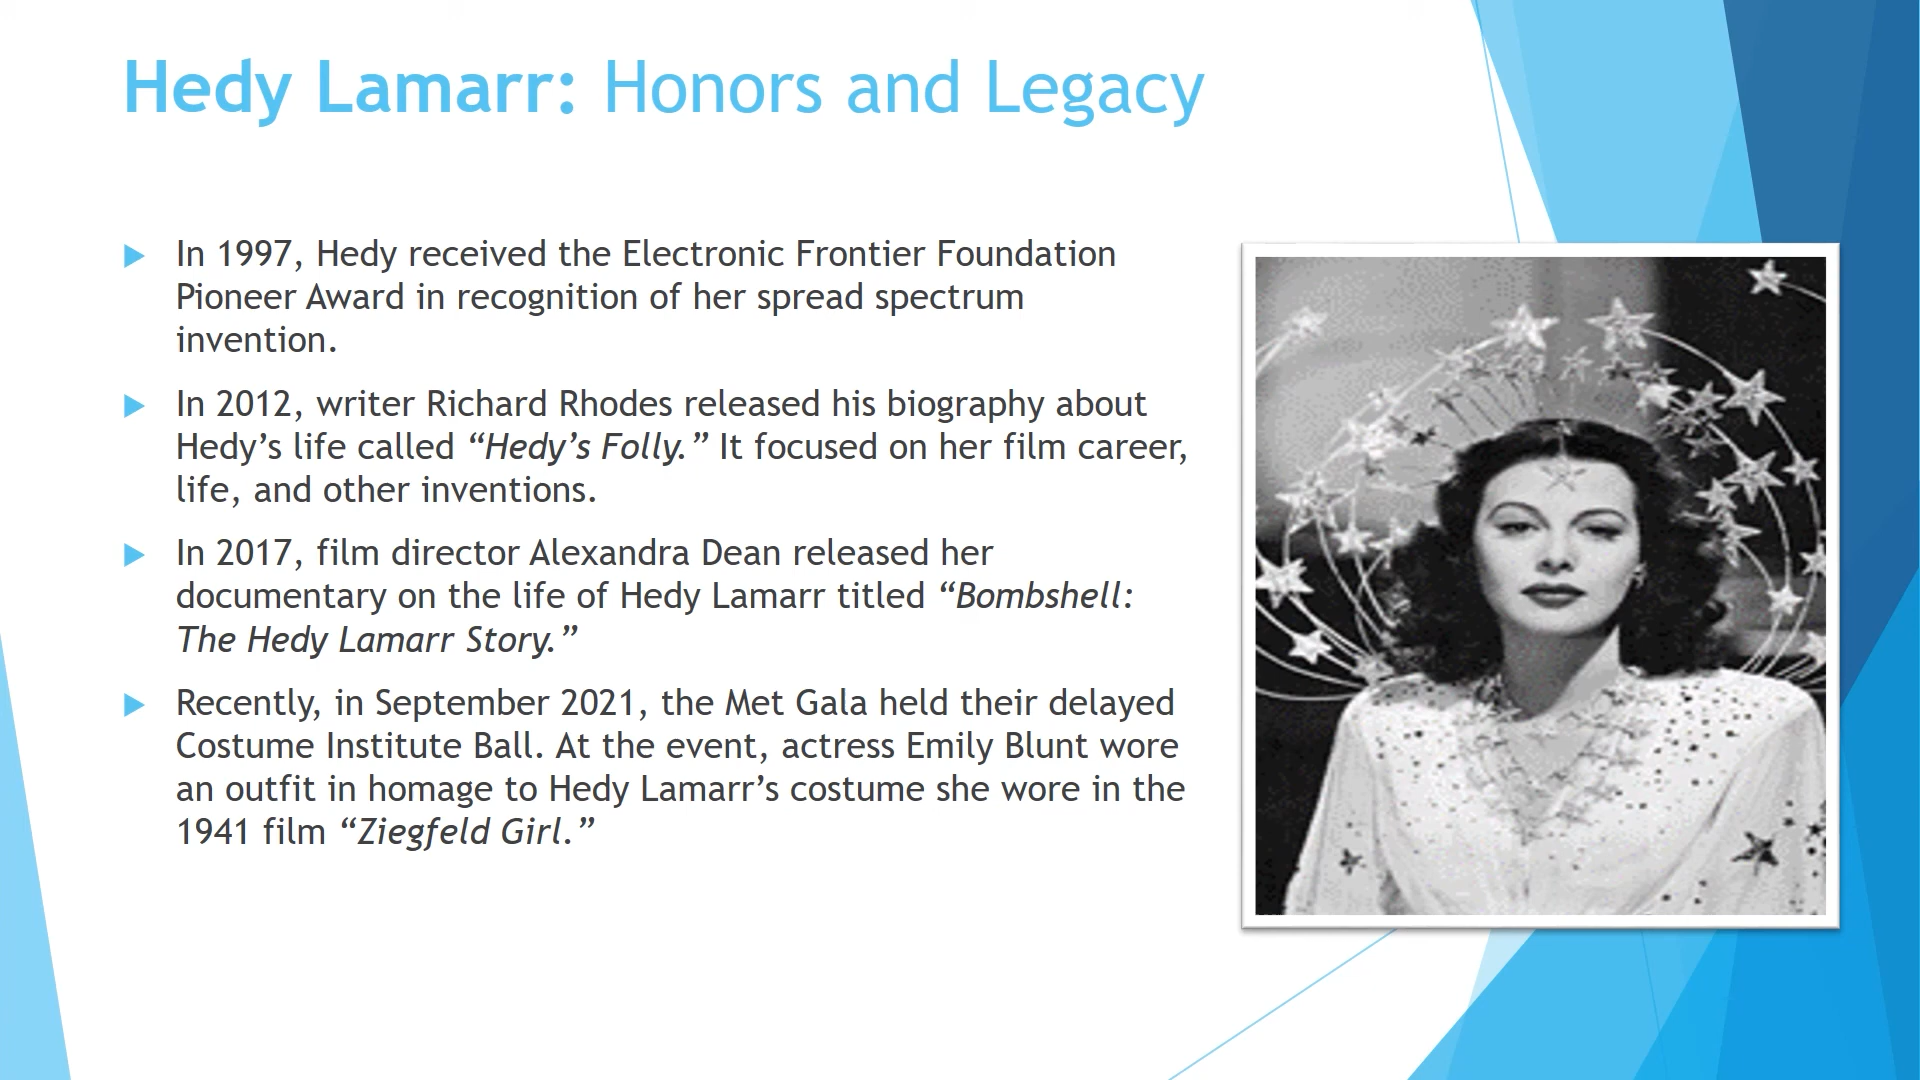 Hedy Lamarr: Honors and Legacy
In 1997, Hedy received the Electronic Frontier Foundation
Pioneer Award in recognition of her spread spectrum
invention.
In 2012, writer Richard Rhodes released his biography about
Hedy’s life called “Hedy’s Folly.” It focused on her film career,
life, and other inventions.
In 2017, film director Alexandra Dean released her
documentary on the life of Hedy Lamarr titled “Bombshell:
The Hedy Lamarr Story.”
Recently, in September 2021, the Met Gala held their delayed
Costume Institute Ball. At the event, actress Emily Blunt wore
an outfit in homage to Hedy Lamarr’s costume she wore in the
1941 film “Ziegfeld Girl.”